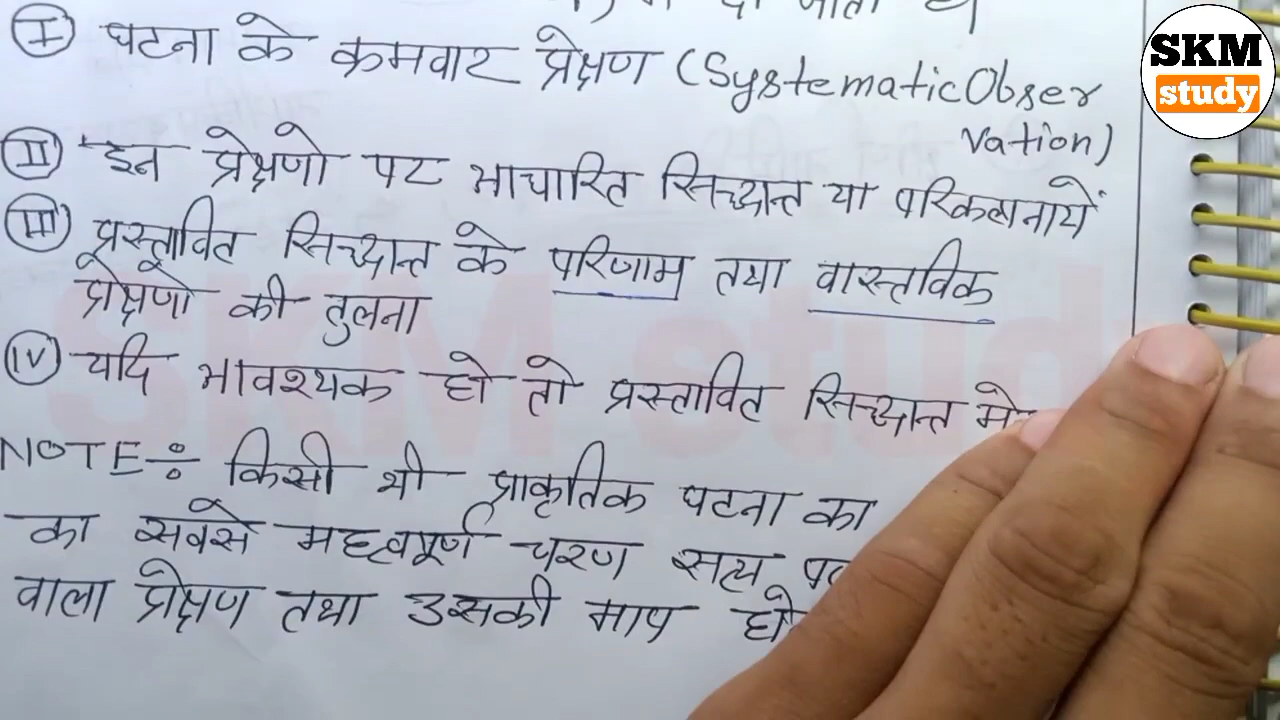 SKM
study
I घटना के क्रमवार प्रेक्षण (Systematic Obser
vation)
II इन प्रेक्षणो पर आधारित सिद्धान्त या परिकल्पनायें
III प्रस्तावित सिद्धान्त के परिणाम तथा वास्तविक
प्रेक्षणो की तुलना
IV यदि आवश्यक हो तो प्रस्तावित सिद्धान्त मे
NOTE ÷ किसी भी प्राकृतिक घटना का
का सबसे महत्वपूर्ण चरण सत्य
वाला प्रेक्षण तथा उसकी माप
SKM study